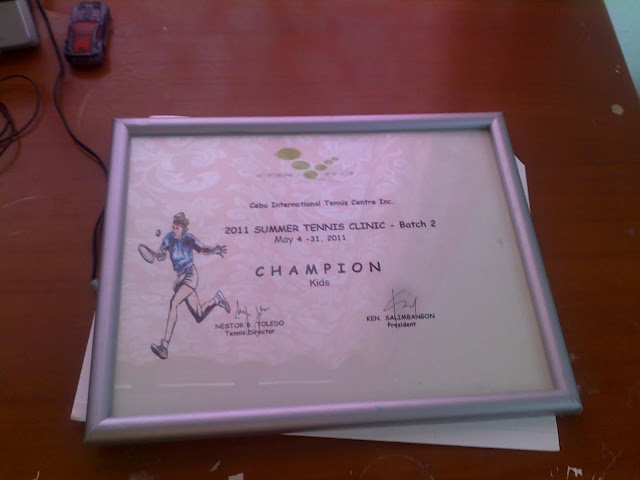 Cebu International Tennis Centre Inc.
2011 SUMMER TENNIS CLINIC - Batch 2
May 4 -31, 2011
CHAMPION
Kids
NESTOR B. TOLEDO
Tennis Director
KEN SALIMBANGON
President